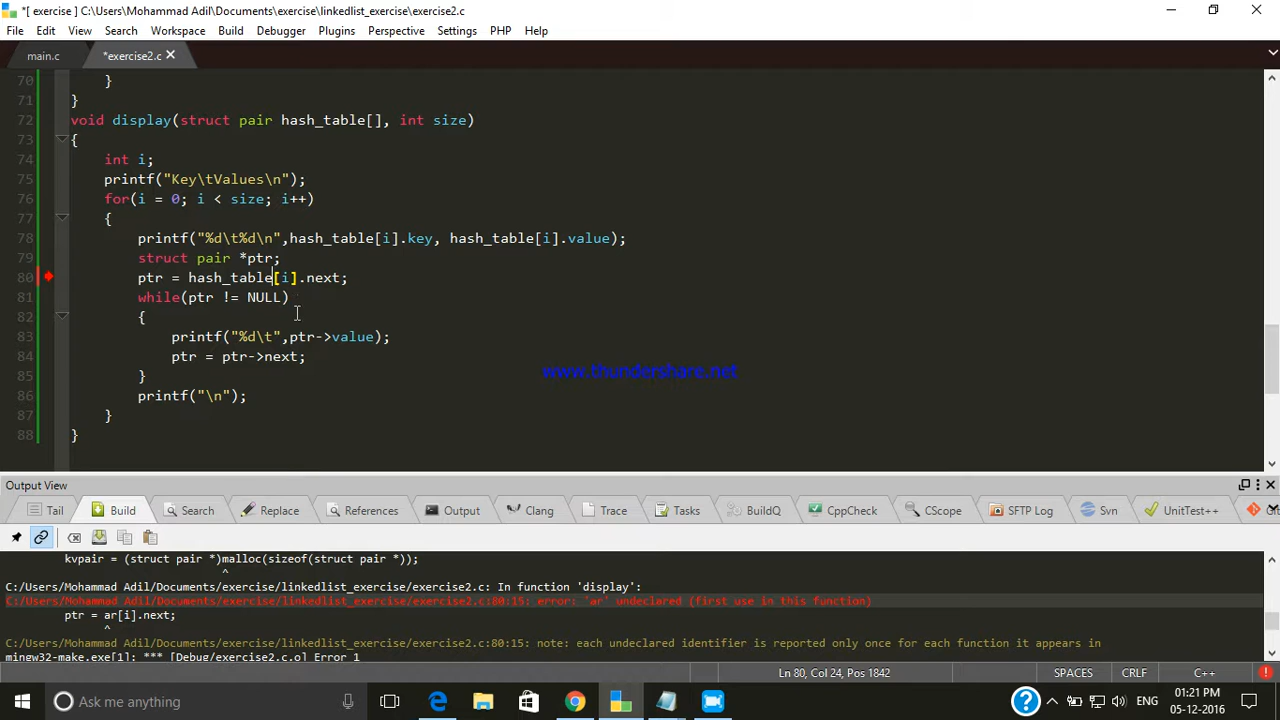 *[ exercise ] C:\Users\Mohammad Adil\Documents\exercise\linkedlist_exercise\exercise2.c
File Edit View Search Workspace Build Debugger Plugins Perspective Settings PHP Help
main.c *exercise2.c
70 }
71 }
72 void display(struct pair hash_table[], int size)
73 {
74 int i;
75 printf("Key\tValues\n");
76 for(i = 0; i < size; i++)
77 {
78 printf("%d\t%d\n",hash_table[i].key, hash_table[i].value);
79 struct pair *ptr;
80 ptr = hash_table[i].next;
81 while(ptr != NULL)
82 {
83 printf("%d\t",ptr->value);
84 ptr = ptr->next;
85 }
86 printf("\n");
87 }
88 }
www.thundershare.net
Output View
Tail Build Search Replace References Output Clang Trace Tasks BuildQ CppCheck CScope SFTP Log Svn UnitTest++
kvpair = (struct pair *)malloc(sizeof(struct pair *));
^
C:/Users/Mohammad Adil/Documents/exercise/linkedlist_exercise/exercise2.c: In function 'display':
C:/Users/Mohammad Adil/Documents/exercise/linkedlist_exercise/exercise2.c:80:15: error: 'ar' undeclared (first use in this function)
ptr = ar[i].next;
^
C:/Users/Mohammad Adil/Documents/exercise/linkedlist_exercise/exercise2.c:80:15: note: each undeclared identifier is reported only once for each function it appears in
mingw32-make.exe[1]: *** [Debug/exercise2.c.o] Error 1
Ln 80, Col 24, Pos 1842 SPACES CRLF C++
Ask me anything ENG 01:21 PM
05-12-2016